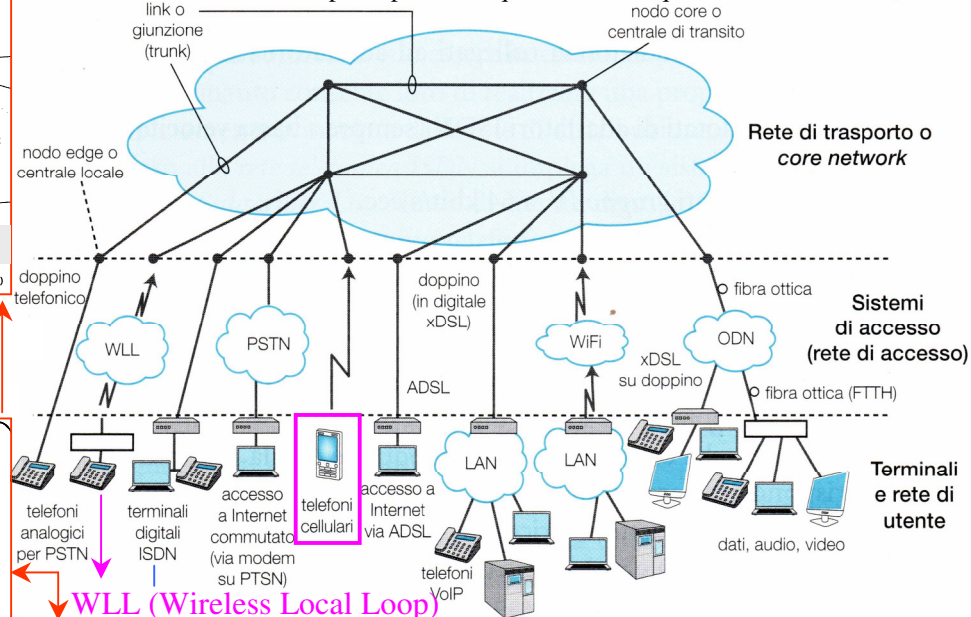 link o
giunzione
(trunk)
nodo core o
centrale di transito
Rete di trasporto o
core network
nodo edge o
centrale locale
doppino
telefonico
doppino
(in digitale
xDSL)
fibra ottica
Sistemi
di accesso
(rete di accesso)
WLL
PSTN
WiFi
ODN
xDSL
su doppino
ADSL
fibra ottica (FTTH)
LAN
LAN
Terminali
e rete di
utente
telefoni
analogici
per PSTN
terminali
digitali
ISDN
accesso
a Internet
commutato
(via modem
su PTSN)
telefoni
cellulari
accesso a
Internet
via ADSL
telefoni
VoIP
dati, audio, video
WLL (Wireless Local Loop)